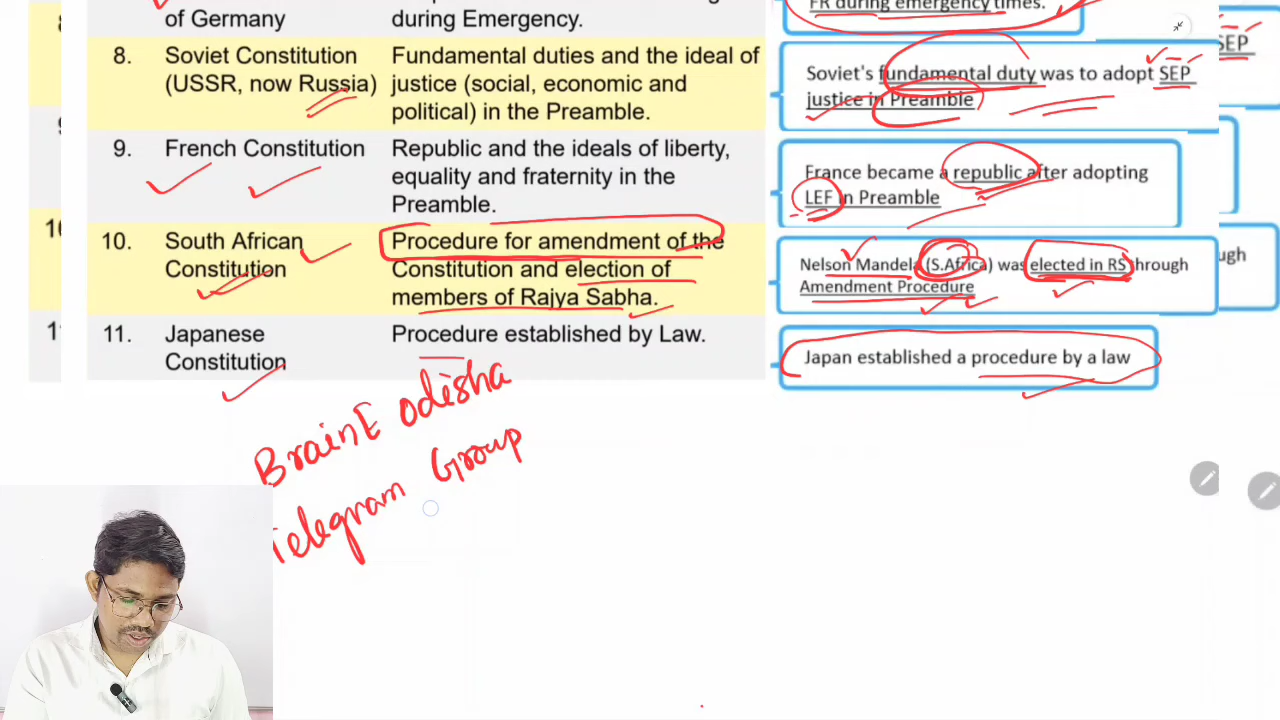 of Germany
during Emergency.
FR during emergency times.
8.
Soviet Constitution
(USSR, now Russia)
Fundamental duties and the ideal of
justice (social, economic and
political) in the Preamble.
Soviet's fundamental duty was to adopt SEP
justice in Preamble
SEP
9.
French Constitution
Republic and the ideals of liberty,
equality and fraternity in the
Preamble.
France became a republic after adopting
LEF in Preamble
10.
South African
Constitution
Procedure for amendment of the
Constitution and election of
members of Rajya Sabha.
Nelson Mandela (S.Africa) was elected in RS through
Amendment Procedure
ugh
11.
Japanese
Constitution
Procedure established by Law.
Japan established a procedure by a law
BrainE odisha
Telegram Group